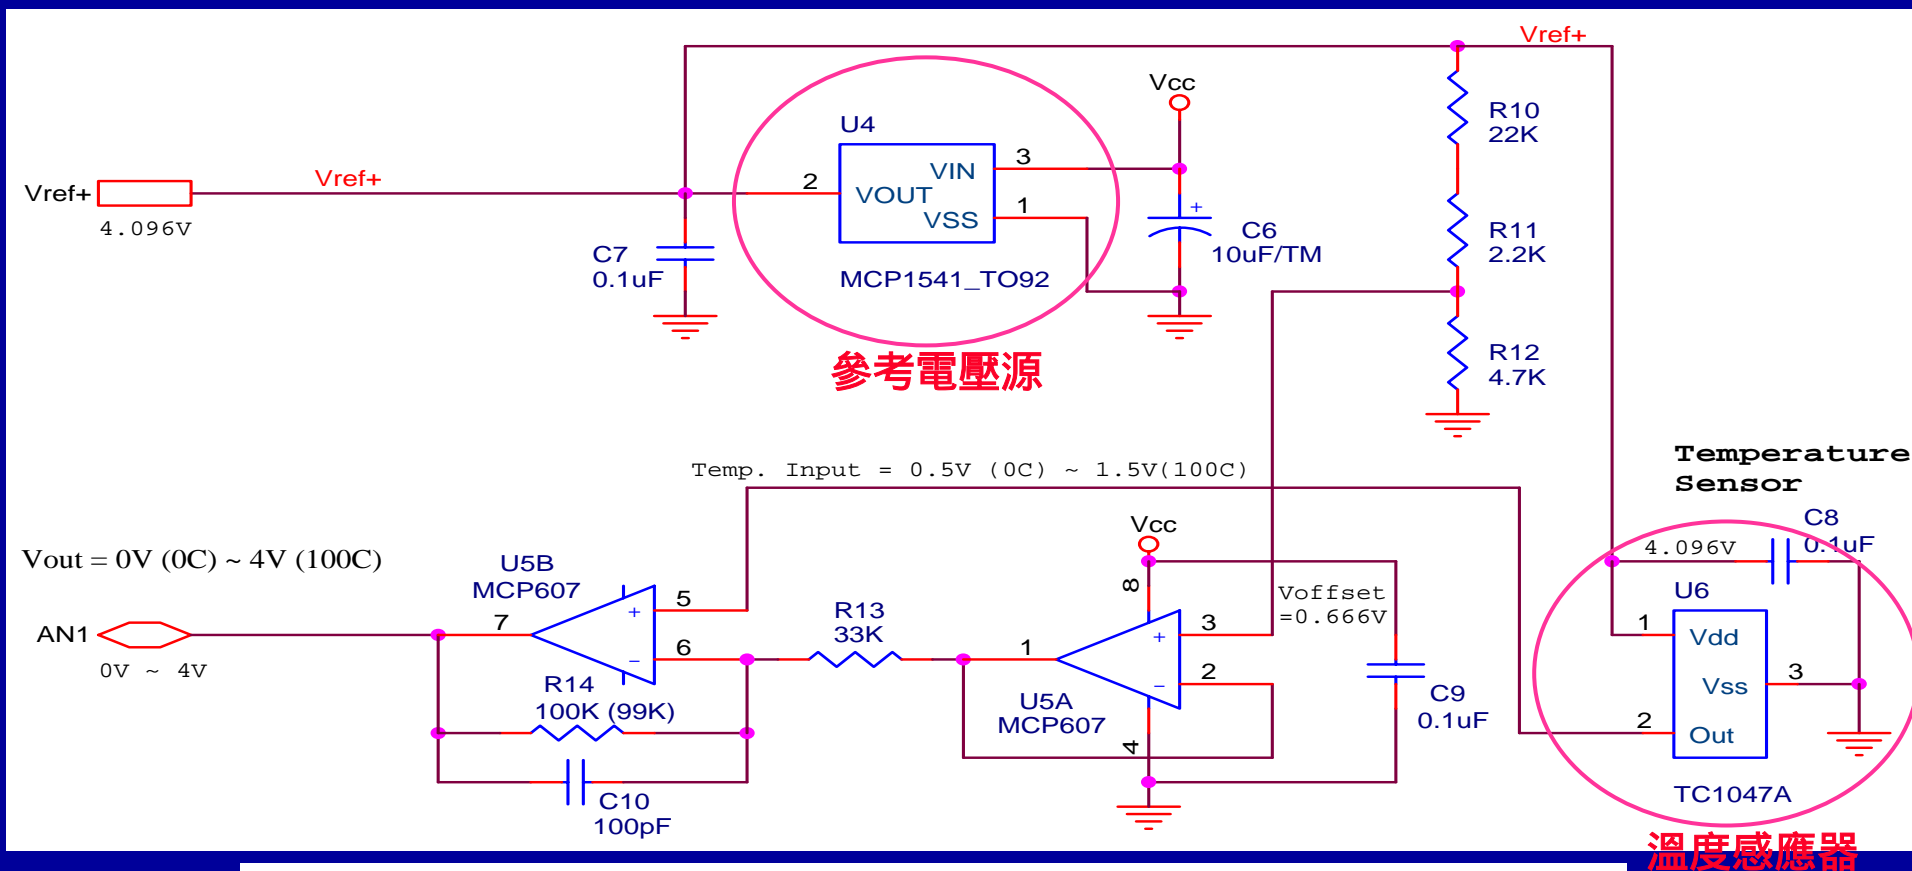 Vref+
Vcc
R10
22K
U4
VIN
3
2
VOUT
Vref+
Vref+
1
VSS
4.096V
+
C6
10uF/TM
R11
2.2K
C7
0.1uF
MCP1541_TO92
參考電壓源
R12
4.7K
Temp. Input = 0.5V (0C) ~ 1.5V(100C)
Temperature
Sensor
Vcc
C8
0.1uF
4.096V
Vout = 0V (0C) ~ 4V (100C)
U5B
MCP607
8
Voffset
=0.666V
U6
5
+
R13
33K
3
+
7
1
Vdd
AN1
6
−
1
2
−
0V ~ 4V
Vss
3
R14
100K (99K)
U5A
MCP607
C9
0.1uF
2
Out
4
C10
100pF
TC1047A
溫度感應器